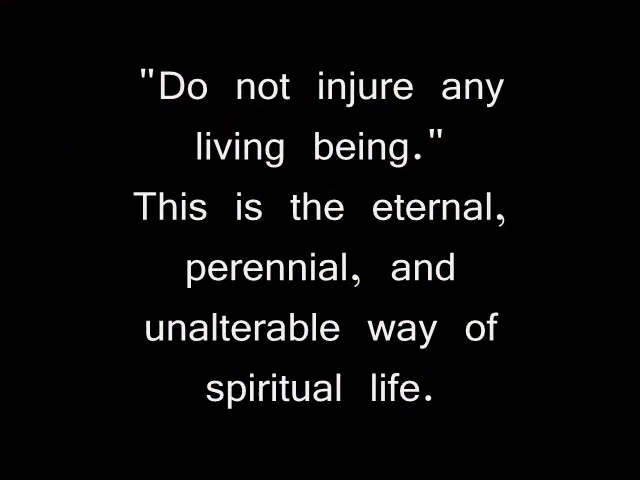 "Do not injure any
living being."
This is the eternal,
perennial, and
unalterable way of
spiritual life.